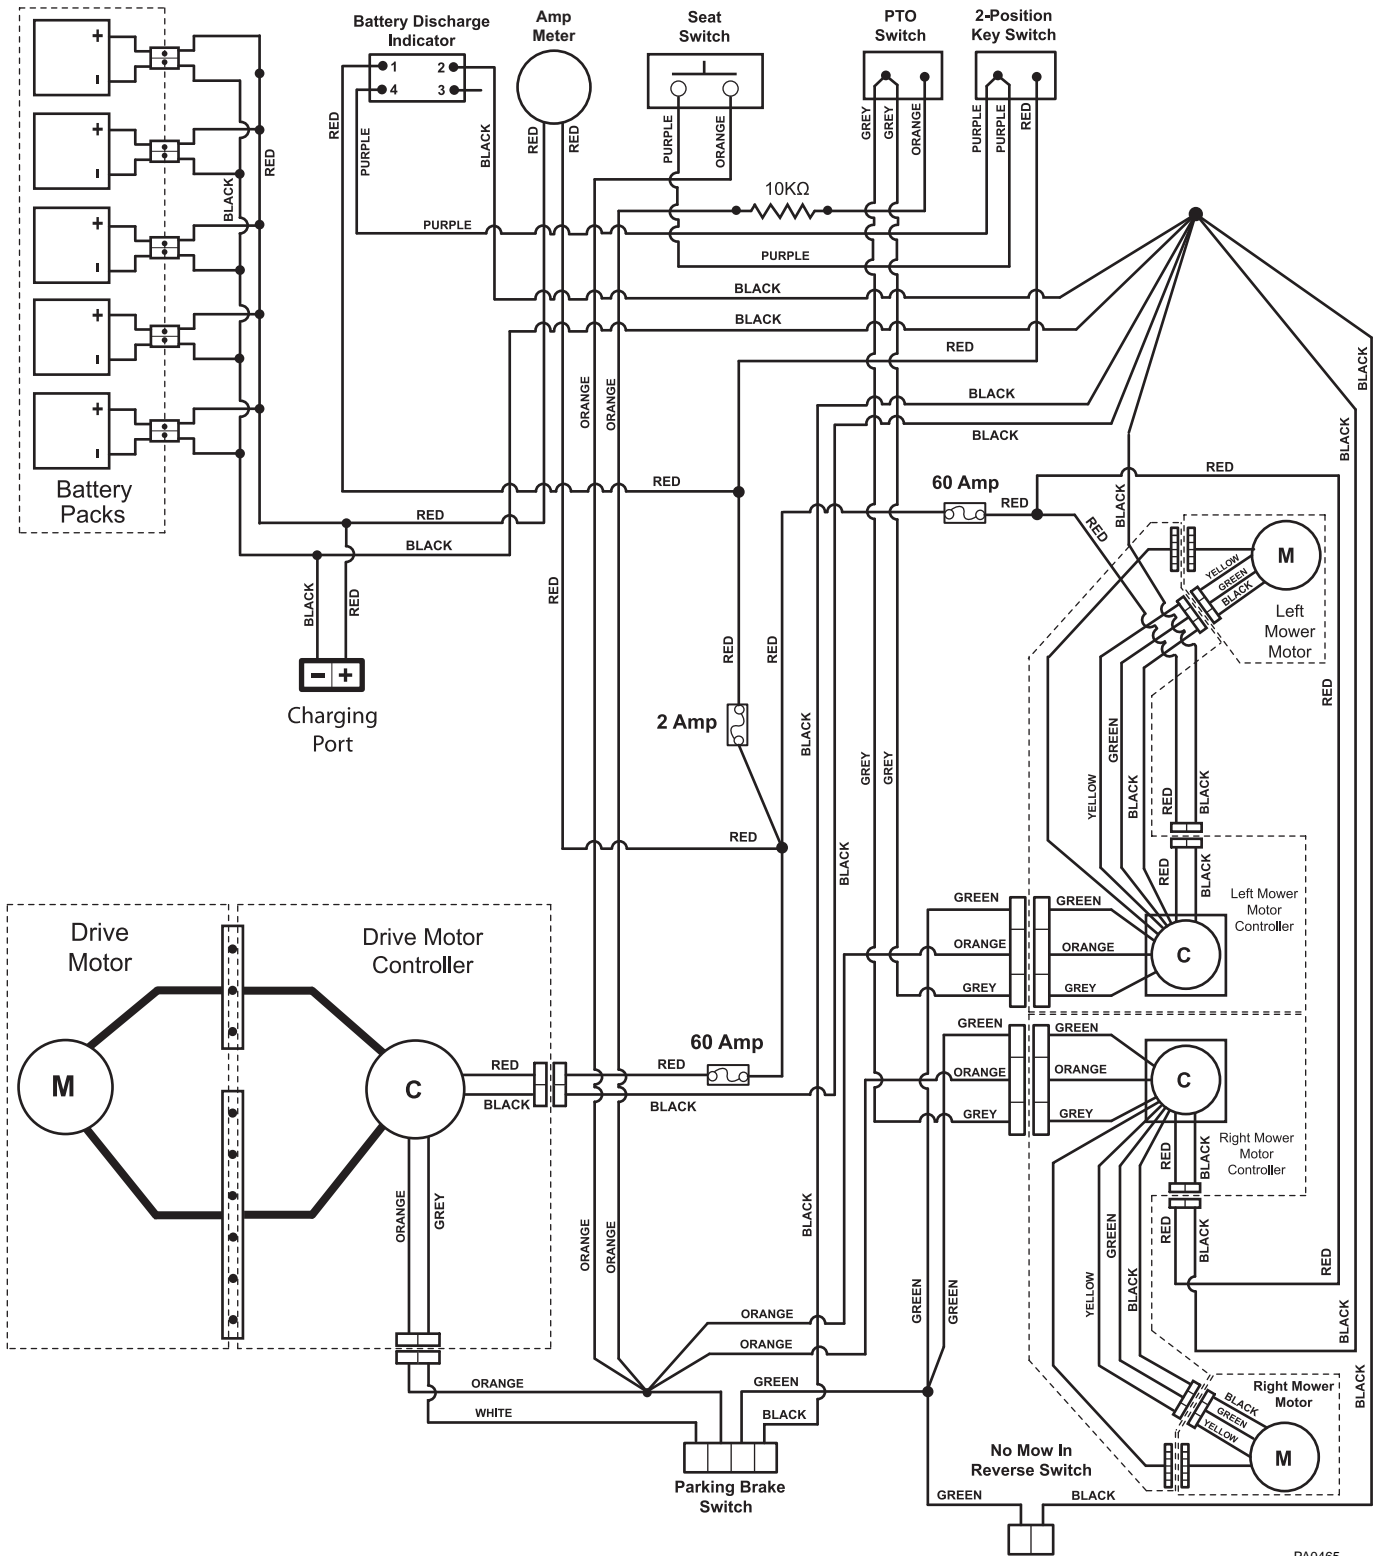 Battery Discharge
Indicator
Amp
Meter
Seat
Switch
PTO
Switch
2-Position
Key Switch
+
-
+
-
+
-
+
-
+
-
1
2
4
3
RED
PURPLE
BLACK
RED
RED
PURPLE
ORANGE
GREY
GREY
ORANGE
PURPLE
PURPLE
RED
BLACK
RED
10KΩ
PURPLE
PURPLE
BLACK
BLACK
RED
ORANGE
ORANGE
BLACK
BLACK
BLACK
BLACK
Battery
Packs
RED
RED
BLACK
60 Amp
RED
RED
RED
BLACK
BLACK
RED
RED
M
YELLOW
GREEN
BLACK
Left
Mower
Motor
- +
Charging
Port
RED
RED
RED
2 Amp
BLACK
GREY
GREY
YELLOW
GREEN
BLACK
RED
BLACK
RED
BLACK
RED
BLACK
Left Mower
Motor
Controller
GREEN
GREEN
ORANGE
ORANGE
C
GREY
GREY
Drive
Motor
Drive Motor
Controller
M
C
RED
BLACK
RED
60 Amp
BLACK
GREEN
GREEN
ORANGE
ORANGE
C
GREY
GREY
Right Mower
Motor
Controller
RED
BLACK
RED
BLACK
ORANGE
GREY
ORANGE
ORANGE
BLACK
GREEN
GREEN
YELLOW
GREEN
BLACK
RED
BLACK
BLACK
ORANGE
ORANGE
ORANGE
WHITE
GREEN
BLACK
Parking Brake
Switch
Right Mower
Motor
BLACK
GREEN
YELLOW
M
No Mow In
Reverse Switch
GREEN
BLACK